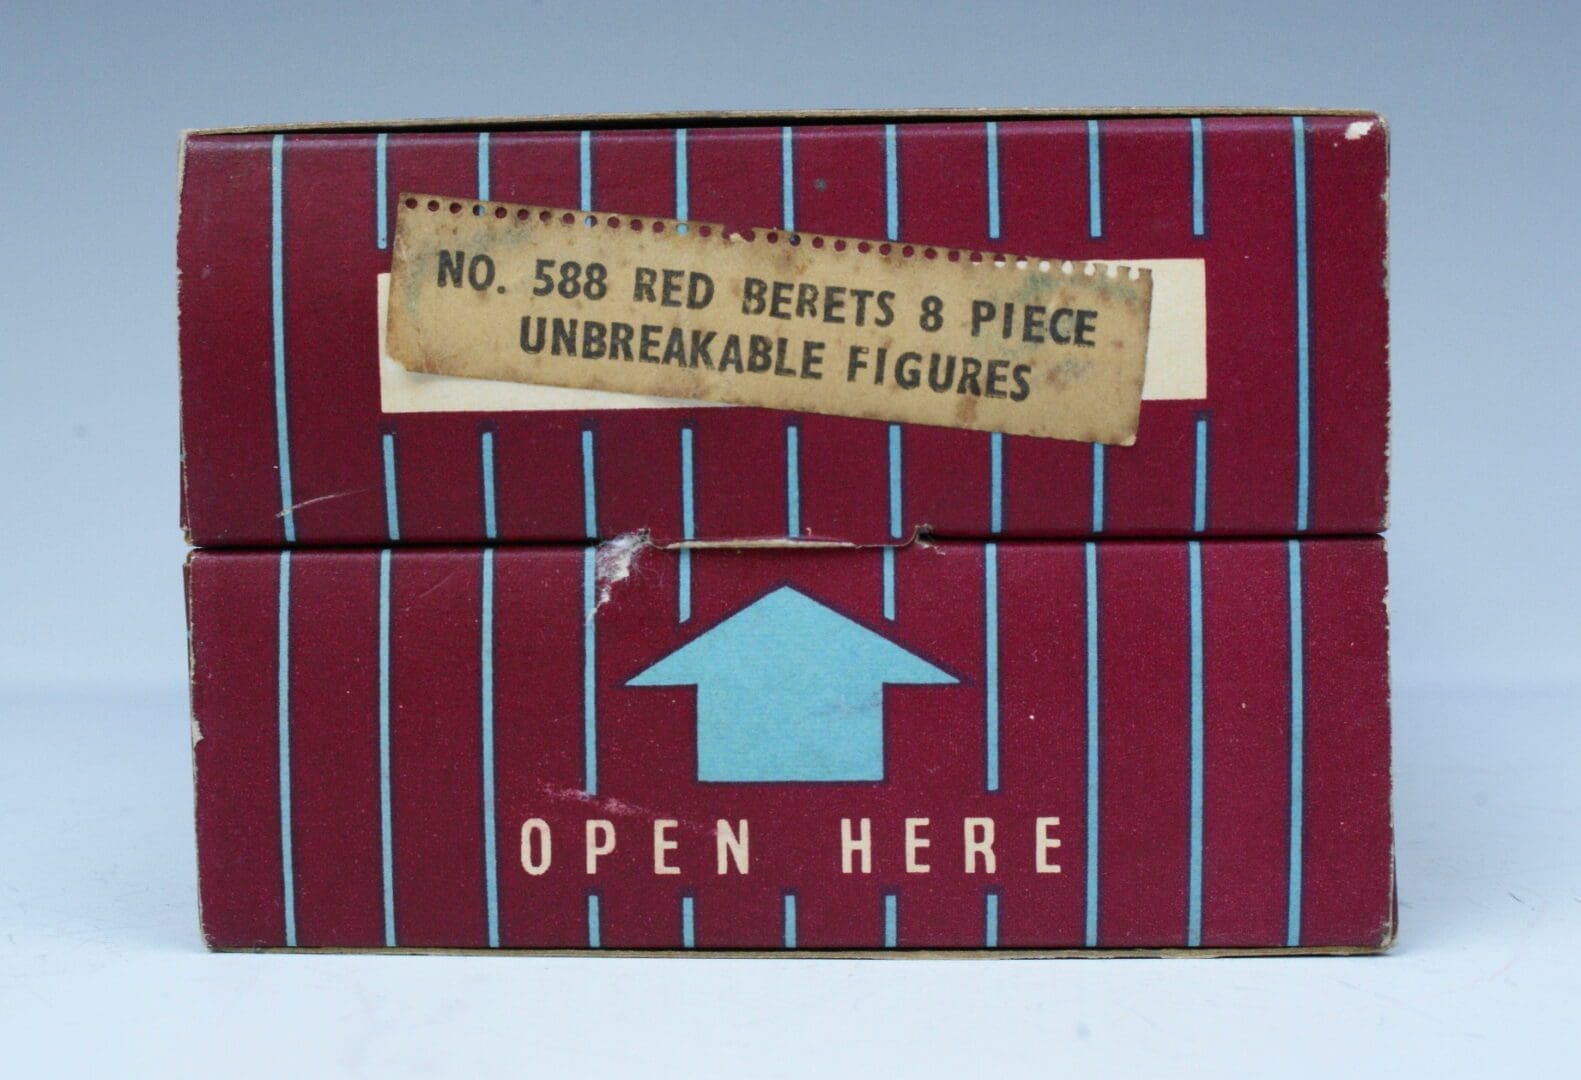 NO. 588 RED BERETS 8 PIECE
UNBREAKABLE FIGURES
OPEN HERE